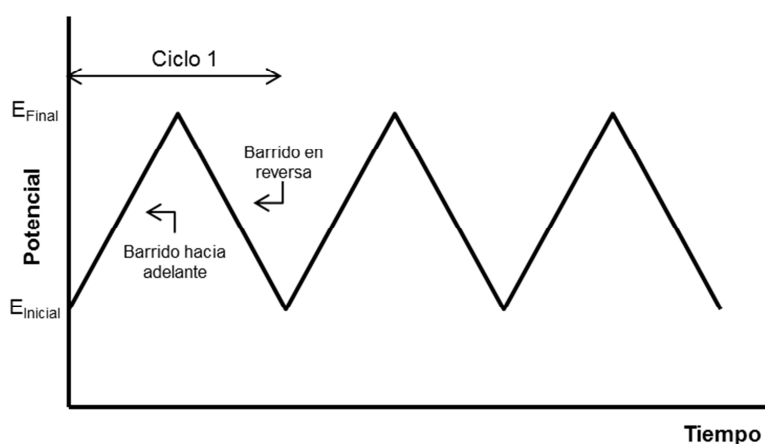 Ciclo 1
EFinal
Barrido en
reversa
Potencial
Barrido hacia
adelante
EInicial
Tiempo